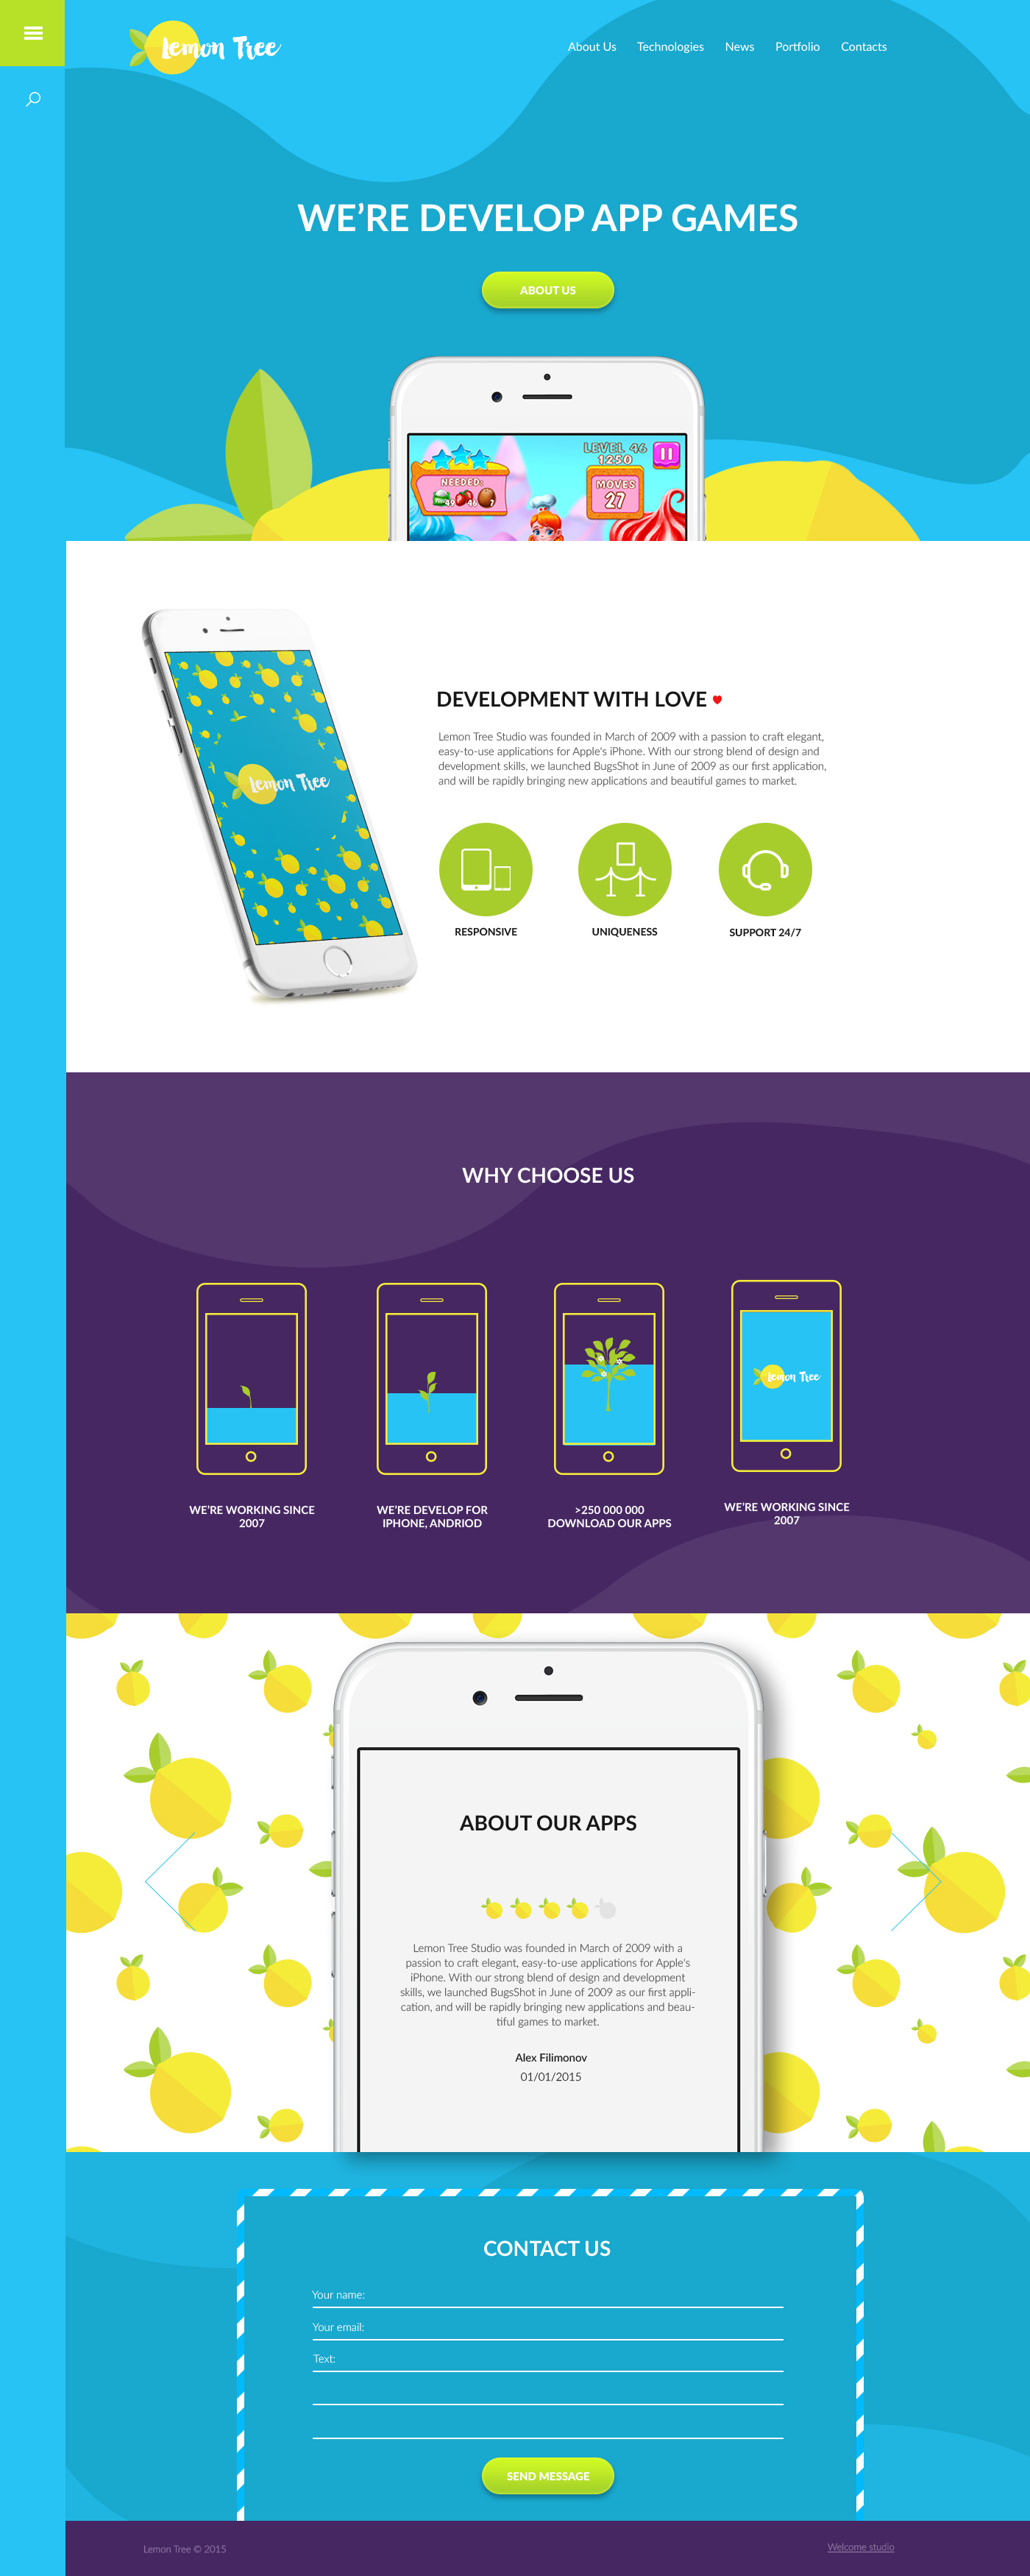 Lemon Tree
About Us Technologies News Portfolio Contacts
WE'RE DEVELOP APP GAMES
ABOUT US
LEVEL 46
1250
NEEDED:
MOVES
27
Lemon Tree
DEVELOPMENT WITH LOVE
Lemon Tree Studio was founded in March of 2009 with a passion to craft elegant,
easy-to-use applications for Apple's iPhone. With our strong blend of design and
development skills, we launched BugsShot in June of 2009 as our first application,
and will be rapidly bringing new applications and beautiful games to market.
RESPONSIVE
UNIQUENESS
SUPPORT 24/7
WHY CHOOSE US
Lemon Tree
WE'RE WORKING SINCE
2007
WE'RE DEVELOP FOR
IPHONE, ANDRIOD
>250 000 000
DOWNLOAD OUR APPS
WE'RE WORKING SINCE
2007
ABOUT OUR APPS
Lemon Tree Studio was founded in March of 2009 with a
passion to craft elegant, easy-to-use applications for Apple's
iPhone. With our strong blend of design and development
skills, we launched BugsShot in June of 2009 as our first appli-
cation, and will be rapidly bringing new applications and beau-
tiful games to market.
Alex Filimonov
01/01/2015
CONTACT US
Your name:
Your email:
Text:
SEND MESSAGE
Lemon Tree © 2015
Welcome studio